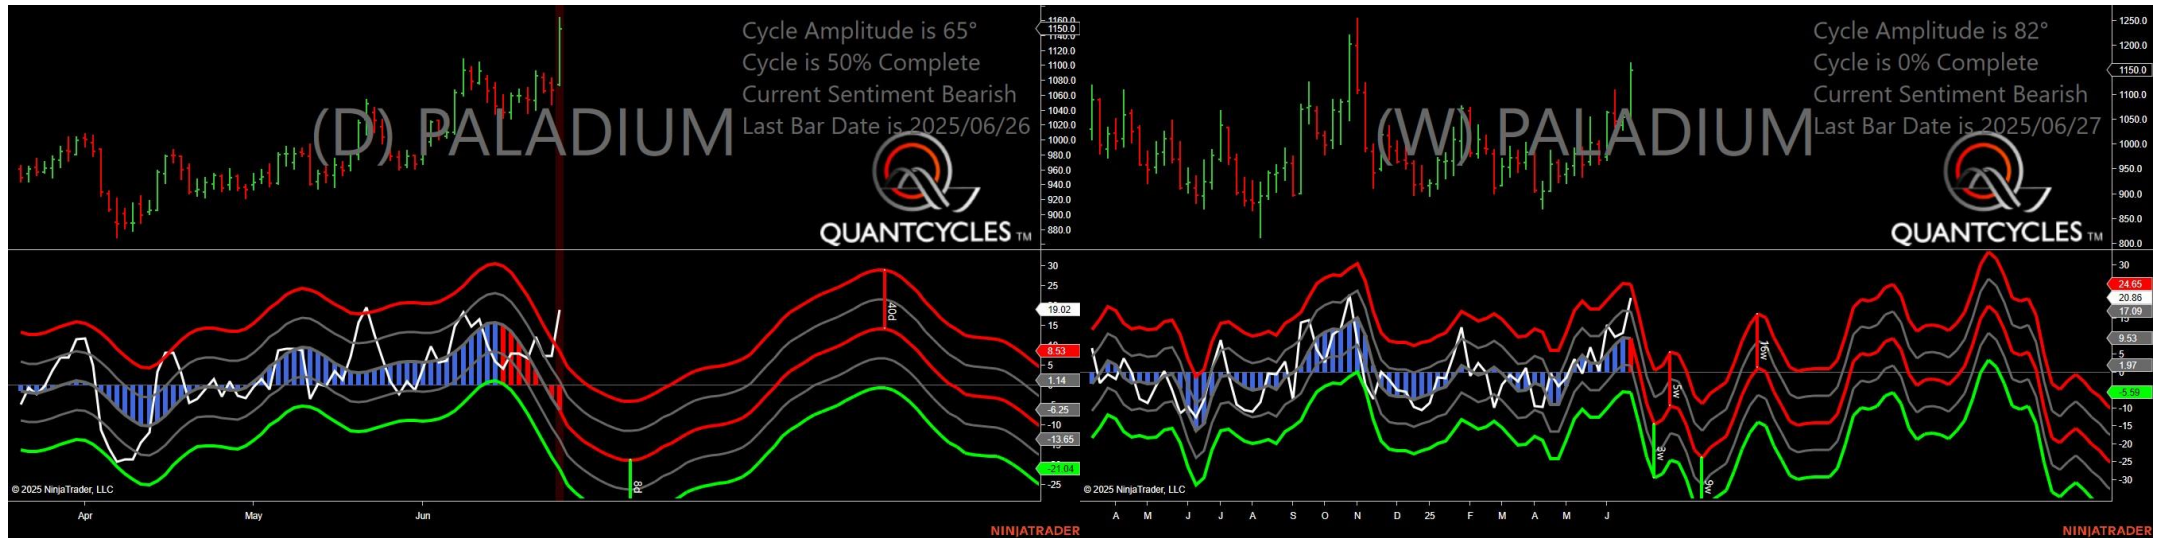 Cycle Amplitude is 65°
Cycle is 50% Complete
Current Sentiment Bearish
Last Bar Date is 2025/06/26
(D) PALADIUM
QUANTCYCLES TM
1160.0
1150.0
1140.0
1120.0
1100.0
1080.0
1060.0
1040.0
1020.0
1000.0
980.0
960.0
940.0
920.0
900.0
880.0
30
25
19.02
15
8.53
5
1.14
-6.25
-10
-13.65
-21.04
-25
40d
8d
© 2025 NinjaTrader, LLC
Apr May Jun
NINJATRADER
Cycle Amplitude is 82°
Cycle is 0% Complete
Current Sentiment Bearish
Last Bar Date is 2025/06/27
(W) PALADIUM
QUANTCYCLES TM
1250.0
1200.0
1150.0
1100.0
1050.0
1000.0
950.0
900.0
850.0
800.0
30
24.65
20.86
17.09
9.53
5
1.97
-5.59
-10
-15
-20
-25
-30
16w
5w
3w
9w
© 2025 NinjaTrader, LLC
A M J J A S O N D 25 F M A M J
NINJATRADER